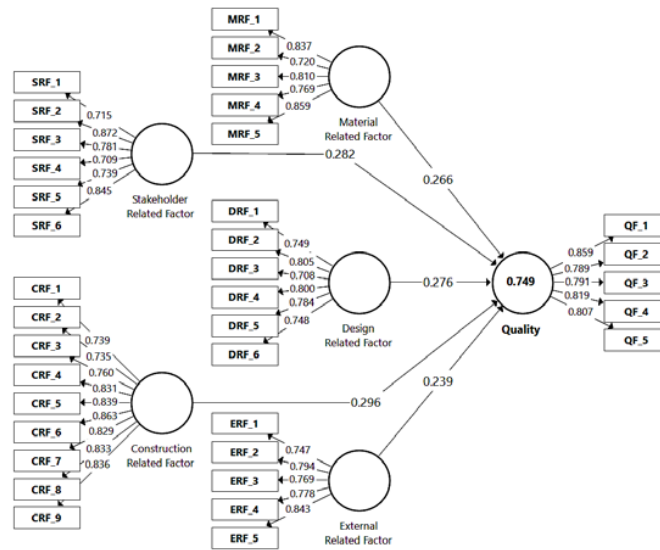 MRF_1
MRF_2
MRF_3
MRF_4
MRF_5
0.837
0.720
0.810
0.769
0.859
Material
Related Factor
SRF_1
SRF_2
SRF_3
SRF_4
SRF_5
SRF_6
0.715
0.872
0.781
0.709
0.739
0.845
Stakeholder
Related Factor
0.282
0.266
DRF_1
DRF_2
DRF_3
DRF_4
DRF_5
DRF_6
0.749
0.805
0.708
0.800
0.784
0.748
Design
Related Factor
0.276
0.749
Quality
0.859
0.789
0.791
0.819
0.807
QF_1
QF_2
QF_3
QF_4
QF_5
CRF_1
CRF_2
CRF_3
CRF_4
CRF_5
CRF_6
CRF_7
CRF_8
CRF_9
0.739
0.735
0.760
0.831
0.839
0.863
0.829
0.833
0.836
Construction
Related Factor
0.296
0.239
ERF_1
ERF_2
ERF_3
ERF_4
ERF_5
0.747
0.794
0.769
0.778
0.843
External
Related Factor